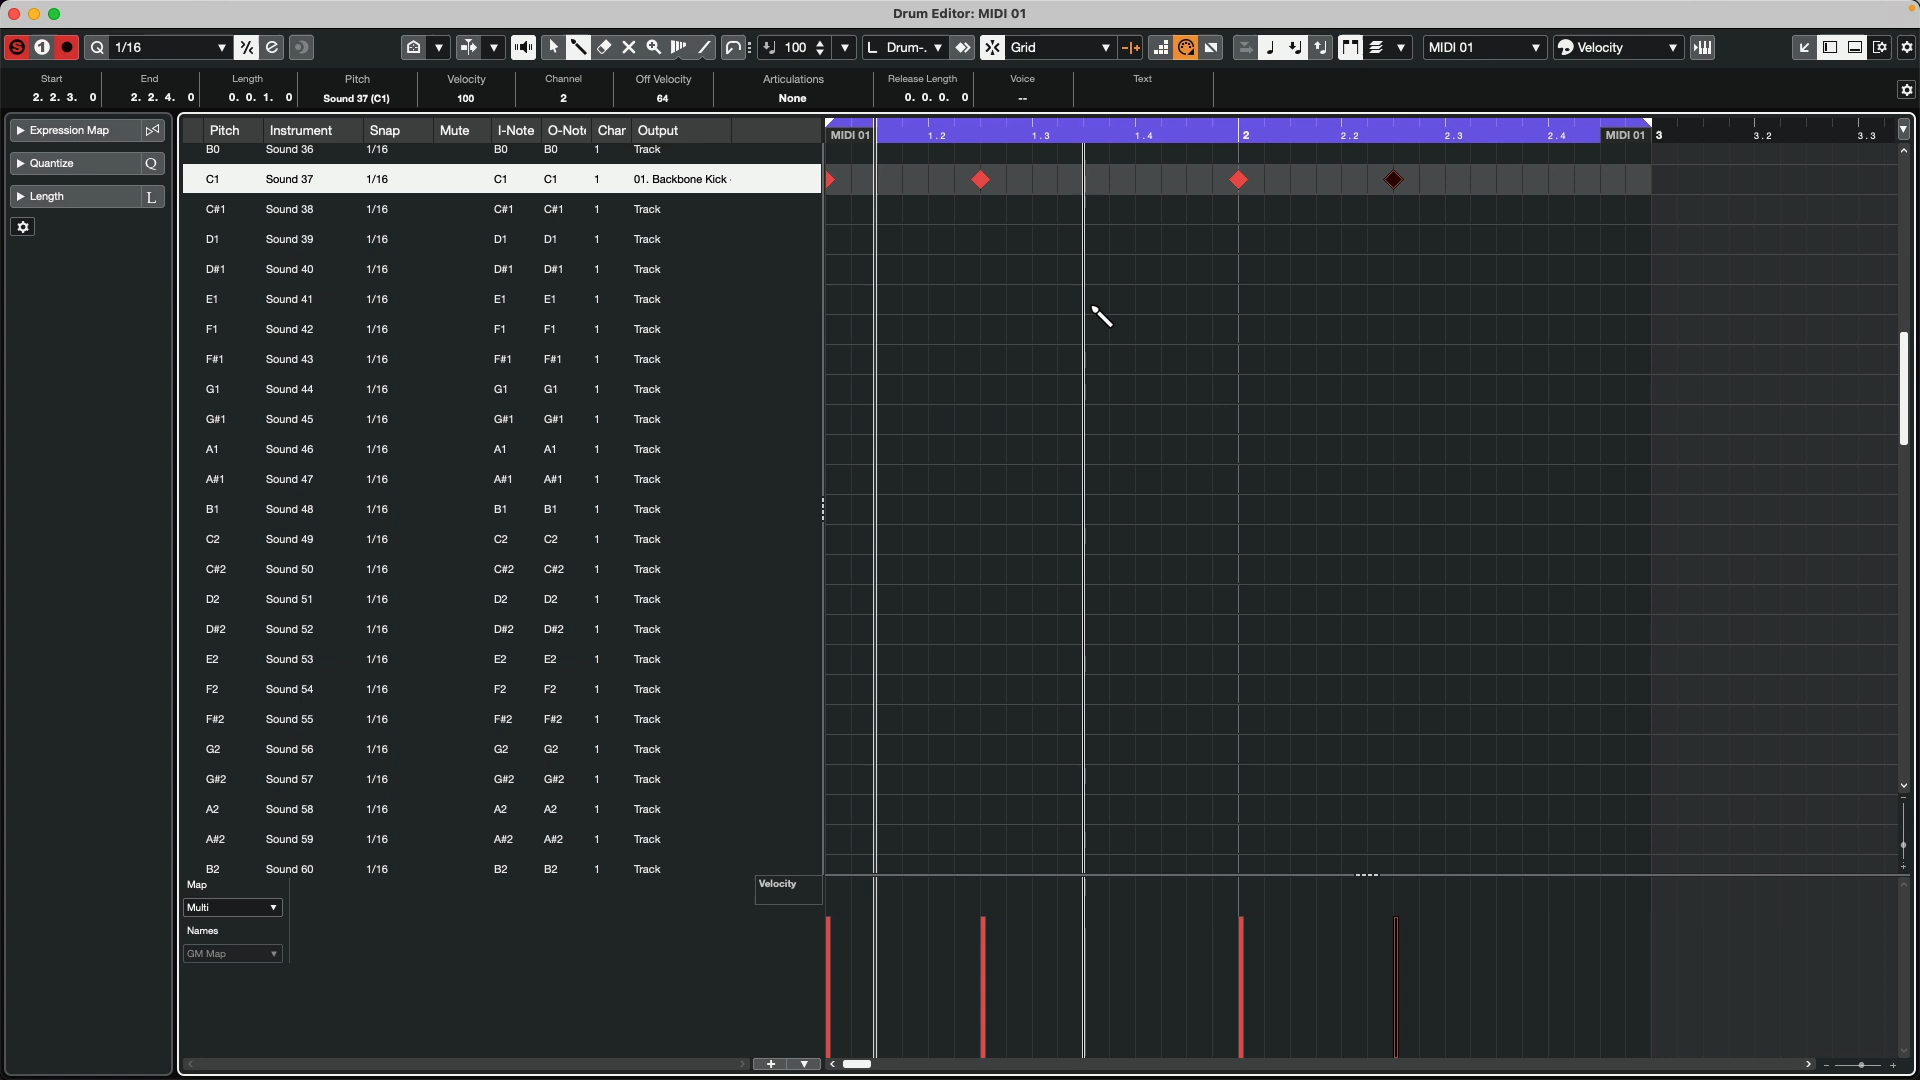 Drum Editor: MIDI 01
S 1 Q 1/16 100 Drum-. Grid MIDI 01 Velocity
Start End Length Pitch Velocity Channel Off Velocity Articulations Release Length Voice Text
2. 2. 3. 0 2. 2. 4. 0 0. 0. 1. 0 Sound 37 (C1) 100 2 64 None 0. 0. 0. 0 --
Expression Map
Quantize Q
Length L
Pitch Instrument Snap Mute I-Note O-Note Char Output
MIDI 01 1.2 1.3 1.4 2 2.2 2.3 2.4 MIDI 01 3 3.2 3.3
B0 Sound 36 1/16 B0 B0 1 Track
C1 Sound 37 1/16 C1 C1 1 01. Backbone Kick -
C#1 Sound 38 1/16 C#1 C#1 1 Track
D1 Sound 39 1/16 D1 D1 1 Track
D#1 Sound 40 1/16 D#1 D#1 1 Track
E1 Sound 41 1/16 E1 E1 1 Track
F1 Sound 42 1/16 F1 F1 1 Track
F#1 Sound 43 1/16 F#1 F#1 1 Track
G1 Sound 44 1/16 G1 G1 1 Track
G#1 Sound 45 1/16 G#1 G#1 1 Track
A1 Sound 46 1/16 A1 A1 1 Track
A#1 Sound 47 1/16 A#1 A#1 1 Track
B1 Sound 48 1/16 B1 B1 1 Track
C2 Sound 49 1/16 C2 C2 1 Track
C#2 Sound 50 1/16 C#2 C#2 1 Track
D2 Sound 51 1/16 D2 D2 1 Track
D#2 Sound 52 1/16 D#2 D#2 1 Track
E2 Sound 53 1/16 E2 E2 1 Track
F2 Sound 54 1/16 F2 F2 1 Track
F#2 Sound 55 1/16 F#2 F#2 1 Track
G2 Sound 56 1/16 G2 G2 1 Track
G#2 Sound 57 1/16 G#2 G#2 1 Track
A2 Sound 58 1/16 A2 A2 1 Track
A#2 Sound 59 1/16 A#2 A#2 1 Track
B2 Sound 60 1/16 B2 B2 1 Track
Map
Velocity
Multi
Names
GM Map